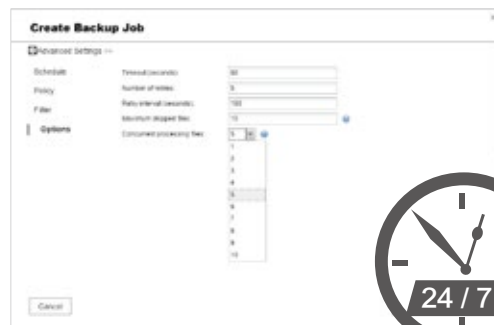 Create Backup Job
Advanced Settings >>
Schedule
Timeout (seconds):
Policy
Number of retries:
5
Filter
Retry interval (seconds):
Maximum skipped files:
10
Options
Concurrent processing files:
5
1
2
3
4
5
6
7
8
9
10
Cancel
24 / 7